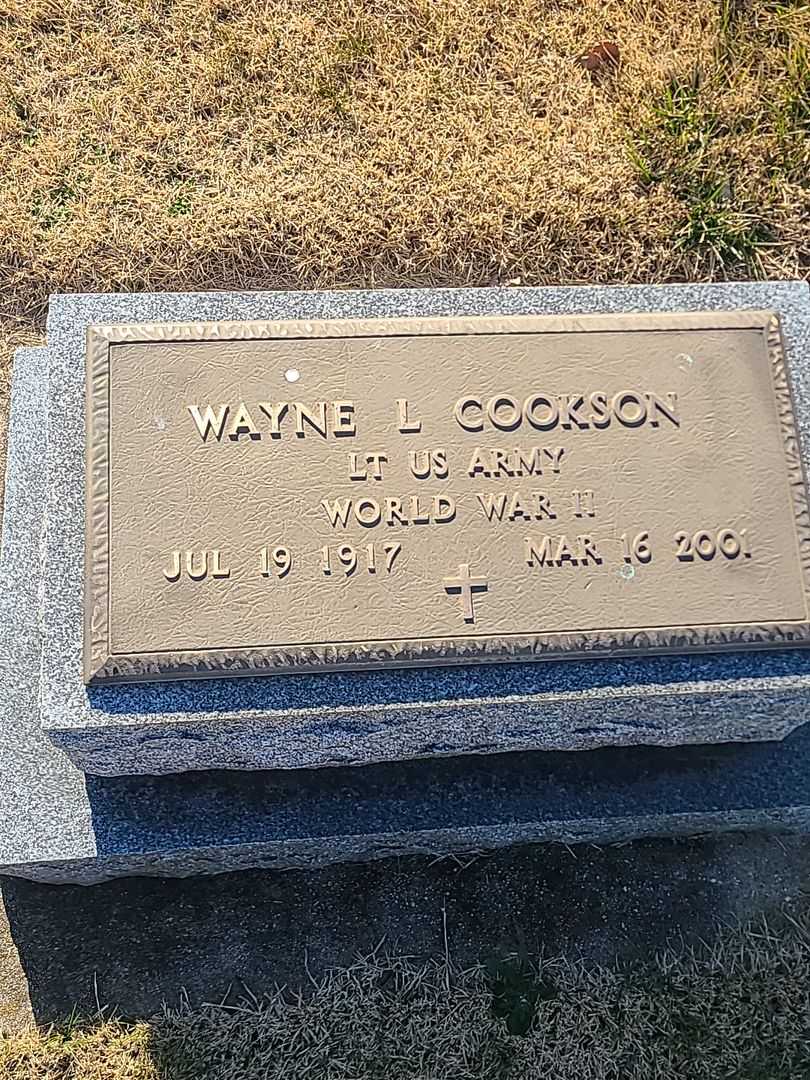 WAYNE L COOKSON
LT US ARMY
WORLD WAR II
JUL 19 1917 MAR 16 2001